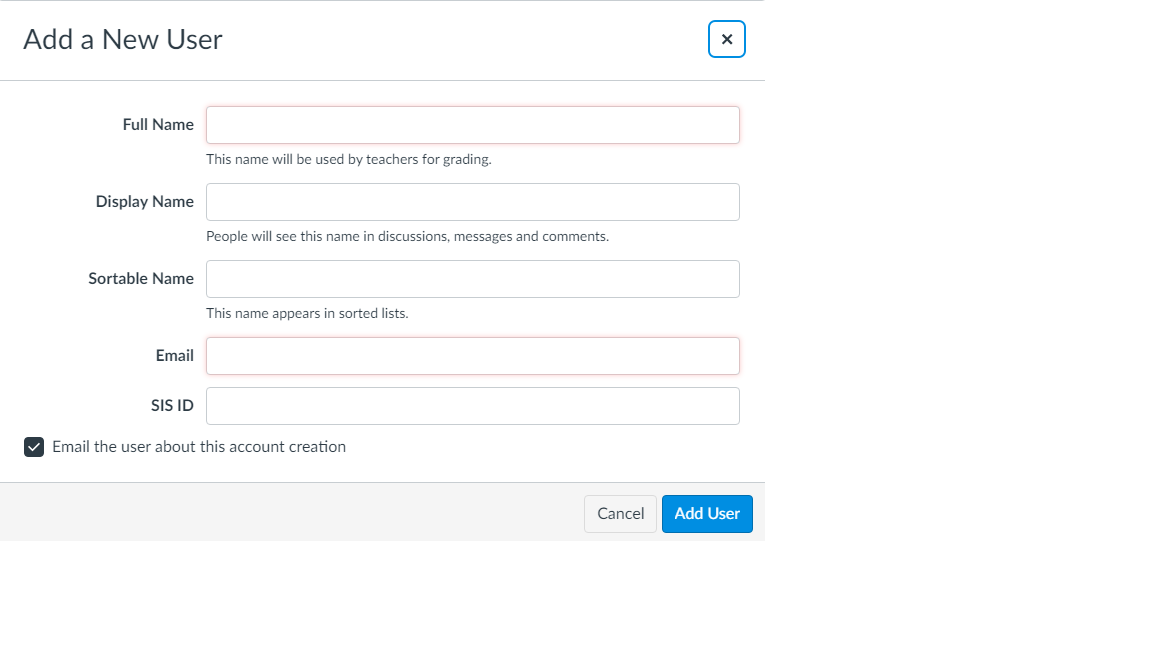 Add a New User
Full Name
This name will be used by teachers for grading.
Display Name
People will see this name in discussions, messages and comments.
Sortable Name
This name appears in sorted lists.
Email
SIS ID
Email the user about this account creation
Cancel Add User